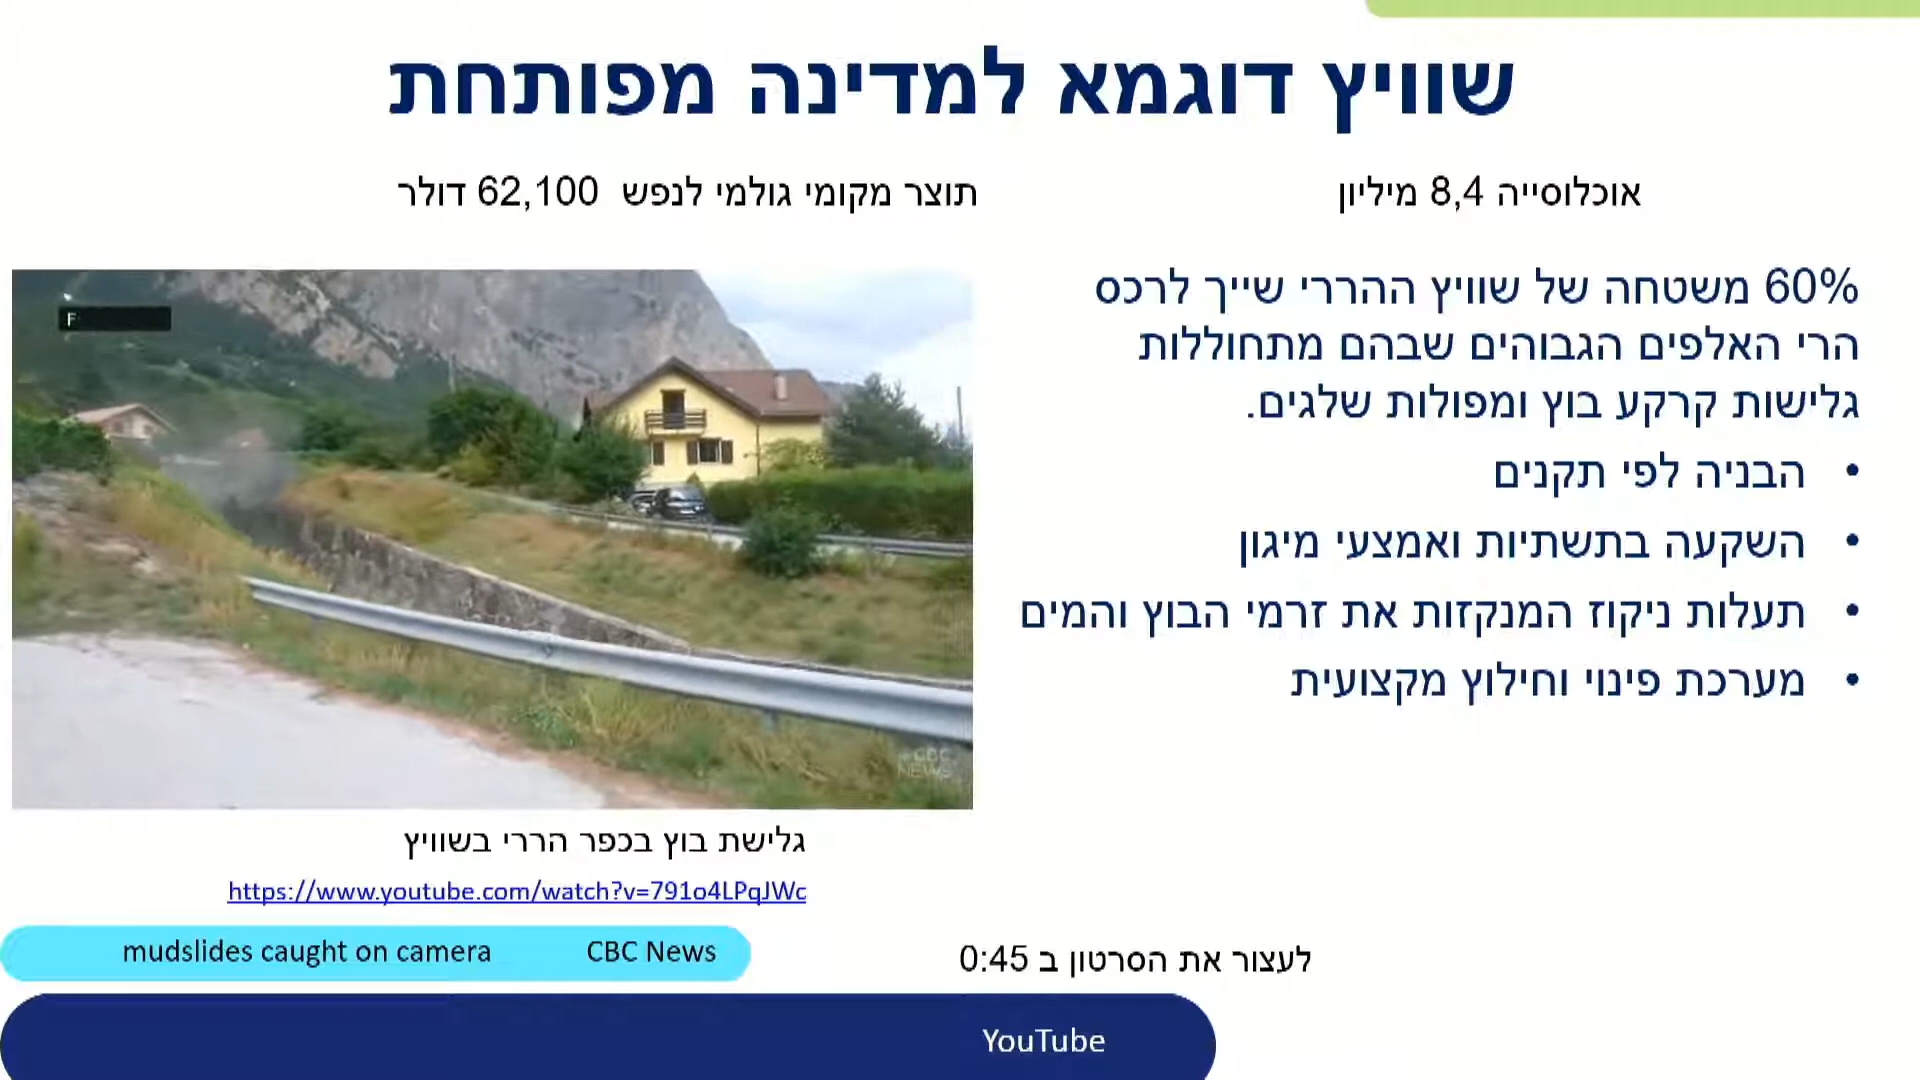 שוויץ דוגמא למדינה מפותחת
אוכלוסייה 8,4 מיליון
תוצר מקומי גולמי לנפש 62,100 דולר
60% משטחה של שוויץ ההררי שייך לרכס
הרי האלפים הגבוהים שבהם מתחוללות
גלישות קרקע בוץ ומפולות שלגים.
• הבניה לפי תקנים
• השקעה בתשתיות ואמצעי מיגון
• תעלות ניקוז המנקזות את זרמי הבוץ והמים
• מערכת פינוי וחילוץ מקצועית
F
CBC
NEWS
גלישת בוץ בכפר הררי בשוויץ
https://www.youtube.com/watch?v=791o4LPqJWc
mudslides caught on camera CBC News
לעצור את הסרטון ב 0:45
YouTube